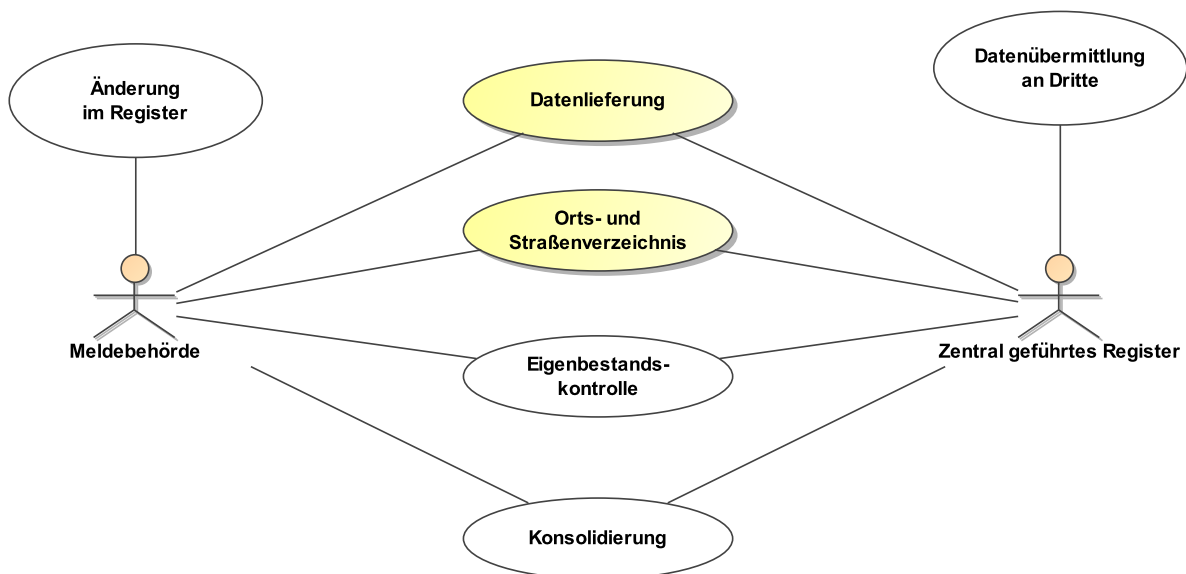 Änderung
im Register
Datenlieferung
Datenübermittlung
an Dritte
Orts- und
Straßenverzeichnis
Meldebehörde
Zentral geführtes Register
Eigenbestands-
kontrolle
Konsolidierung